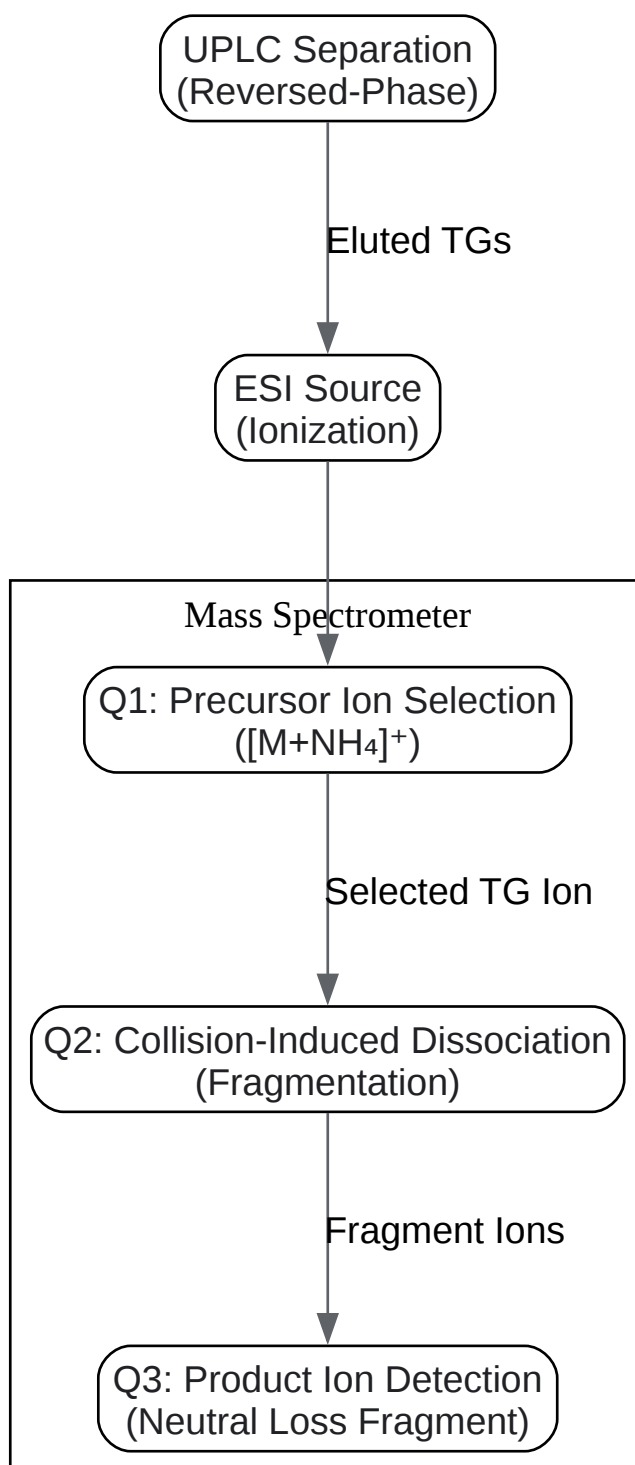 UPLC Separation
(Reversed-Phase)
Eluted TGs
ESI Source
(Ionization)
Mass Spectrometer
Q1: Precursor Ion Selection
([M+NH₄]⁺)
Selected TG Ion
Q2: Collision-Induced Dissociation
(Fragmentation)
Fragment Ions
Q3: Product Ion Detection
(Neutral Loss Fragment)